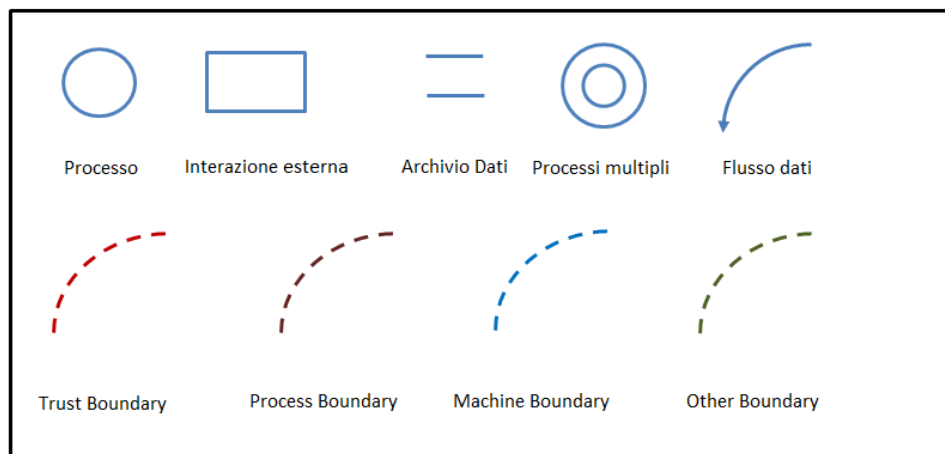 Processo Interazione esterna Archivio Dati Processi multipli Flusso dati
Trust Boundary Process Boundary Machine Boundary Other Boundary